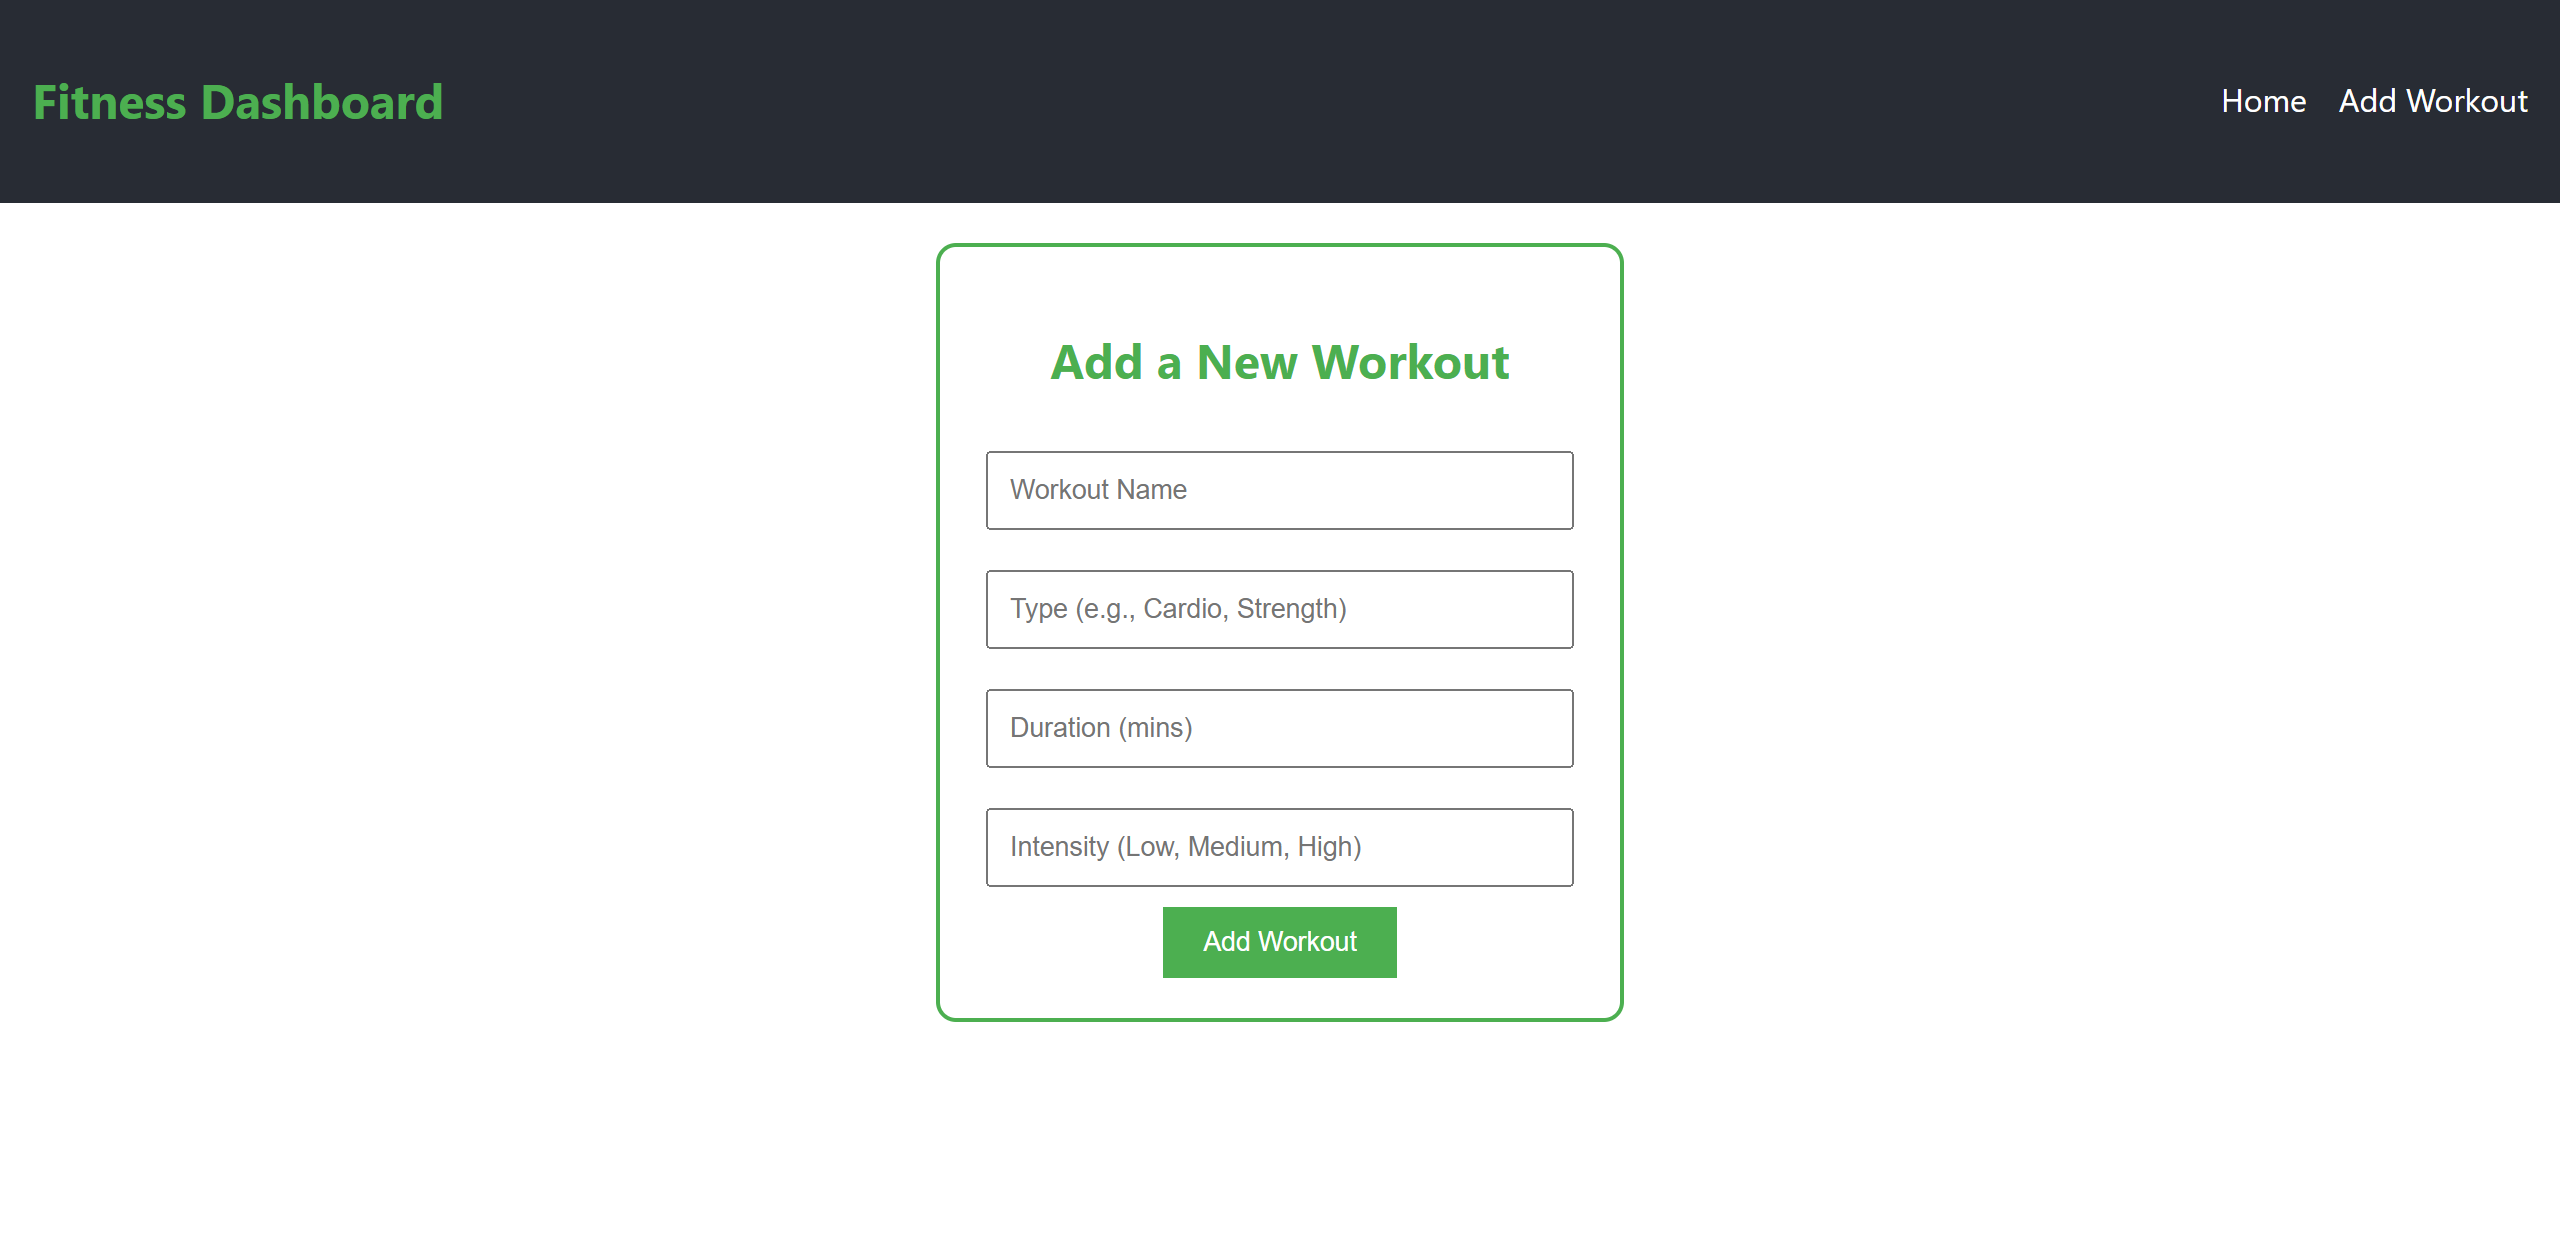 Fitness Dashboard
Home
Add Workout
Add a New Workout
Workout Name
Type (e.g., Cardio, Strength)
Duration (mins)
Intensity (Low, Medium, High)
Add Workout